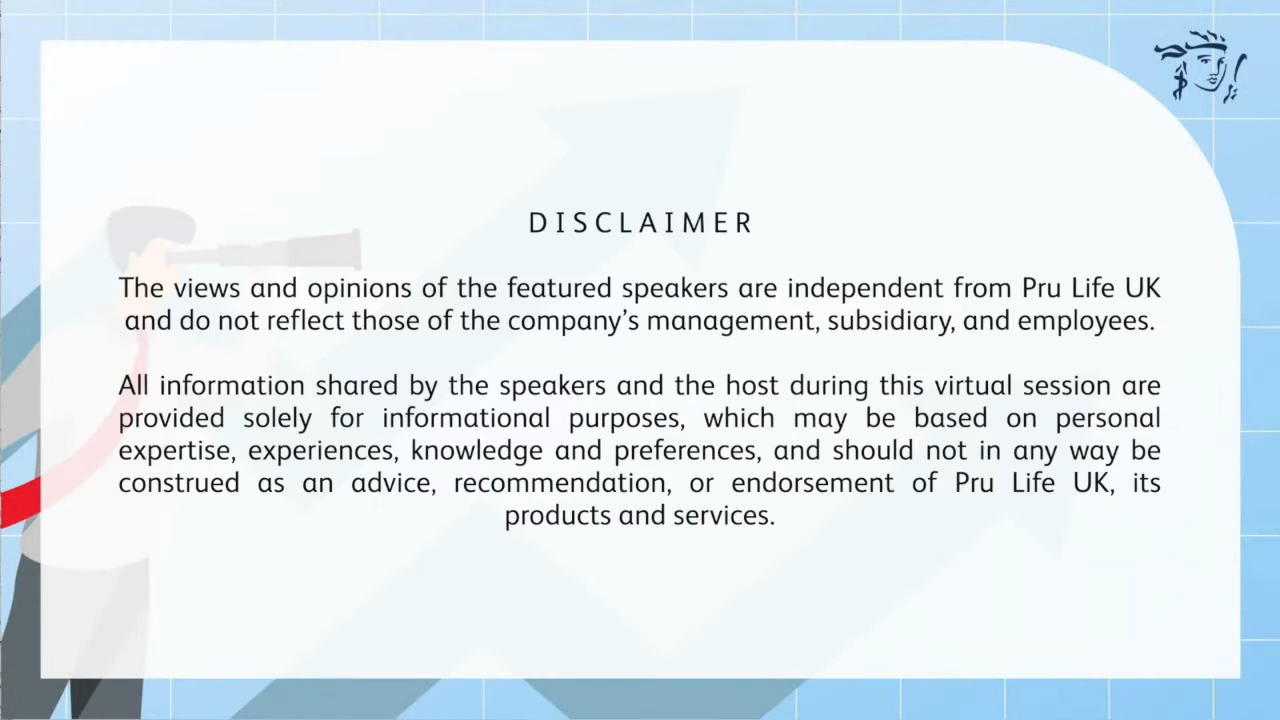 DISCLAIMER
The views and opinions of the featured speakers are independent from Pru Life UK
and do not reflect those of the company’s management, subsidiary, and employees.
All information shared by the speakers and the host during this virtual session are
provided solely for informational purposes, which may be based on personal
expertise, experiences, knowledge and preferences, and should not in any way be
construed as an advice, recommendation, or endorsement of Pru Life UK, its
products and services.